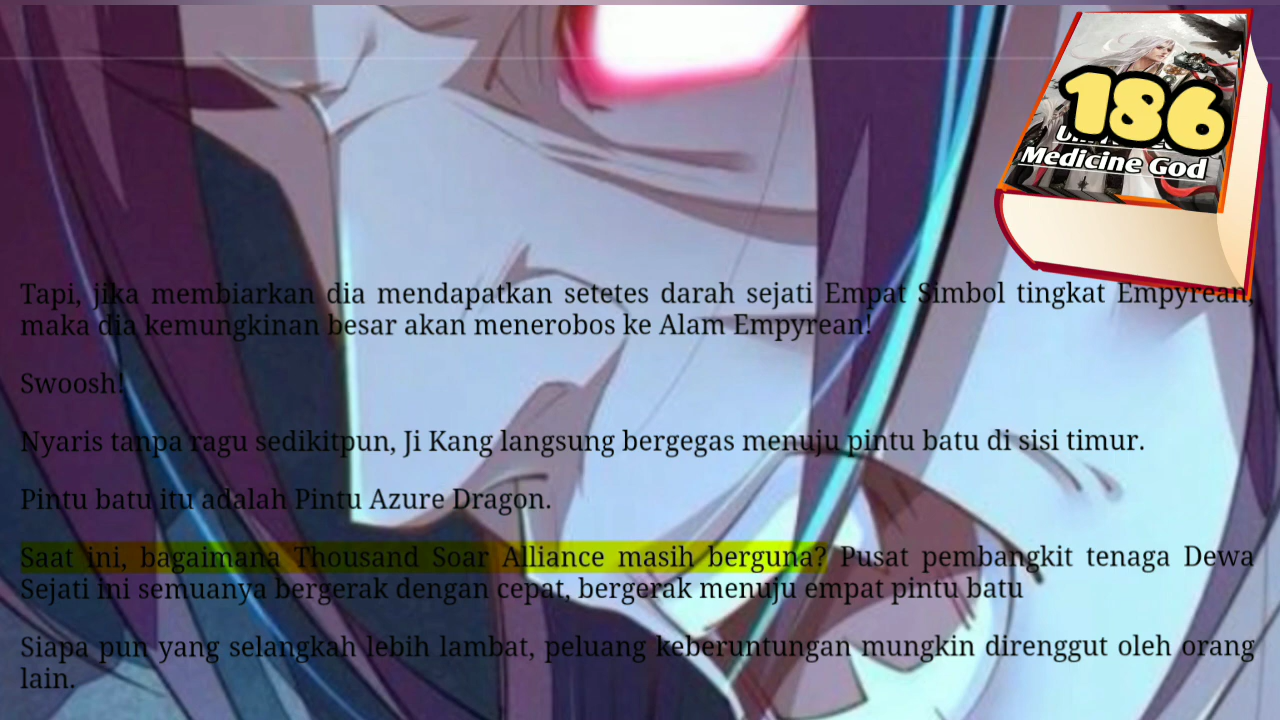 186
Medicine God
Tapi, jika membiarkan dia mendapatkan setetes darah sejati Empat Simbol tingkat Empyrean,
maka dia kemungkinan besar akan menerobos ke Alam Empyrean!
Swoosh!
Nyaris tanpa ragu sedikitpun, Ji Kang langsung bergegas menuju pintu batu di sisi timur.
Pintu batu itu adalah Pintu Azure Dragon.
Saat ini, bagaimana Thousand Soar Alliance masih berguna? Pusat pembangkit tenaga Dewa
Sejati ini semuanya bergerak dengan cepat, bergerak menuju empat pintu batu
Siapa pun yang selangkah lebih lambat, peluang keberuntungan mungkin direnggut oleh orang
lain.